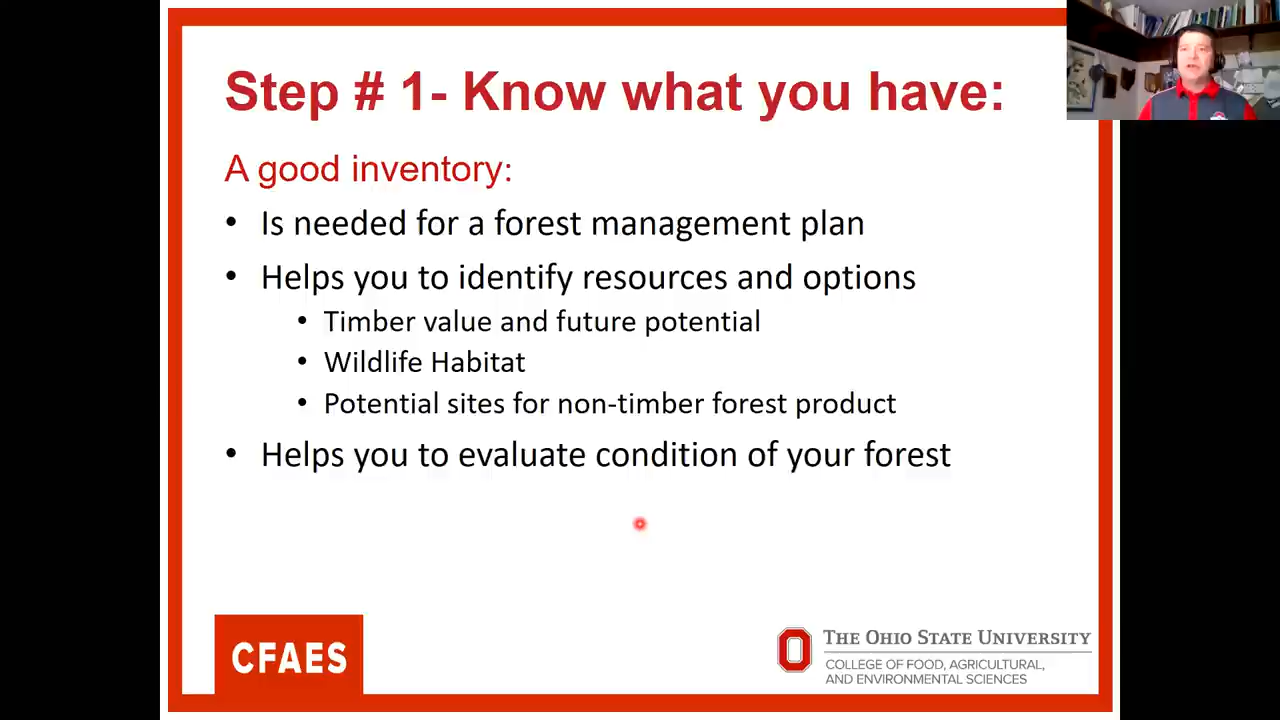 Step # 1- Know what you have:
A good inventory:
• Is needed for a forest management plan
• Helps you to identify resources and options
• Timber value and future potential
• Wildlife Habitat
• Potential sites for non-timber forest product
• Helps you to evaluate condition of your forest
CFAES
THE OHIO STATE UNIVERSITY
COLLEGE OF FOOD, AGRICULTURAL,
AND ENVIRONMENTAL SCIENCES